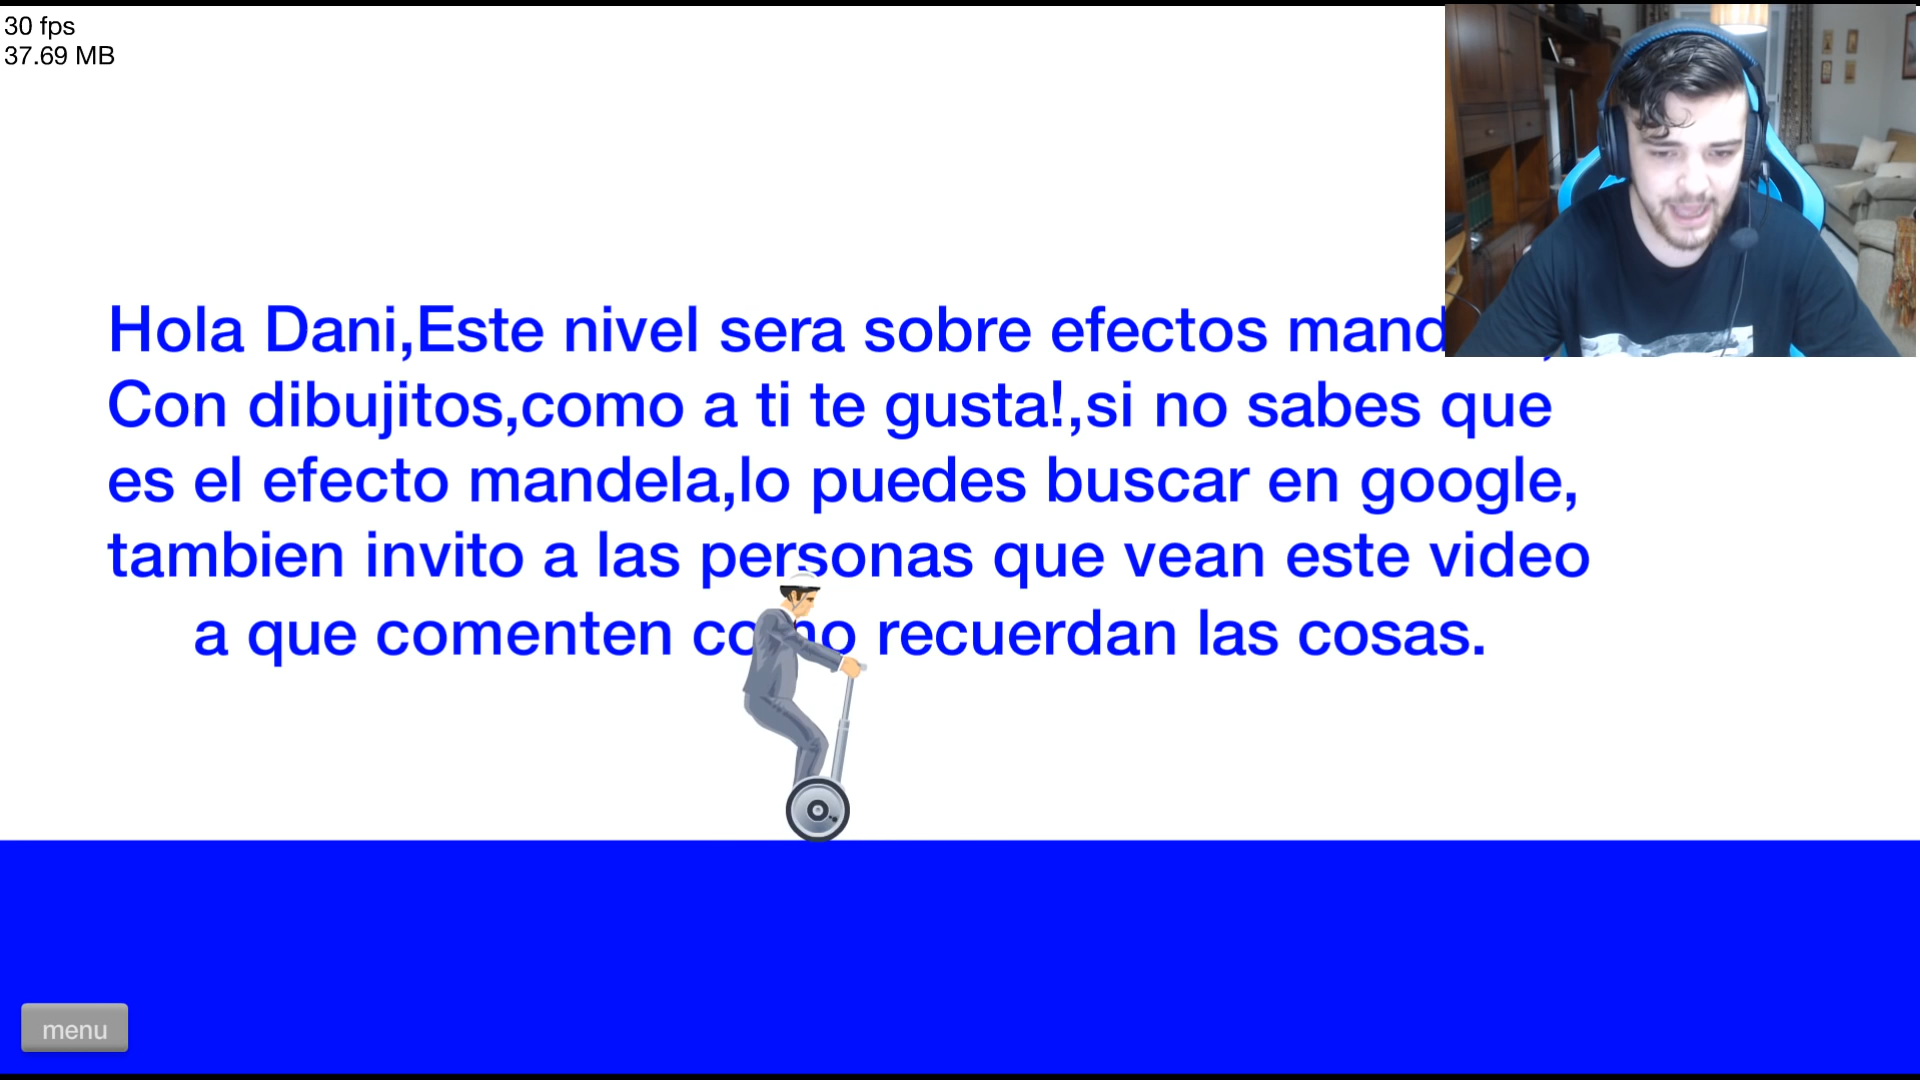 30 fps
37.69 MB
Hola Dani,Este nivel sera sobre efectos
Con dibujitos,como a ti te gusta!,si no sabes que
es el efecto mandela,lo puedes buscar en google,
tambien invito a las personas que vean este video
a que comenten como recuerdan las cosas.
menu